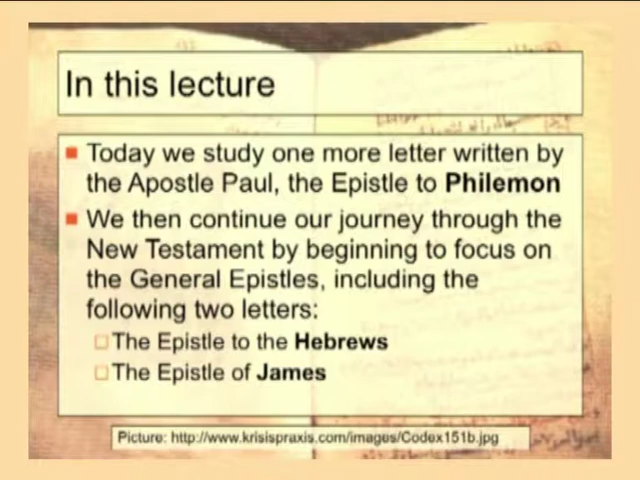 In this lecture
Today we study one more letter written by
the Apostle Paul, the Epistle to Philemon
We then continue our journey through the
New Testament by beginning to focus on
the General Epistles, including the
following two letters:
The Epistle to the Hebrews
The Epistle of James
Picture: http://www.krisispraxis.com/images/Codex151b.jpg